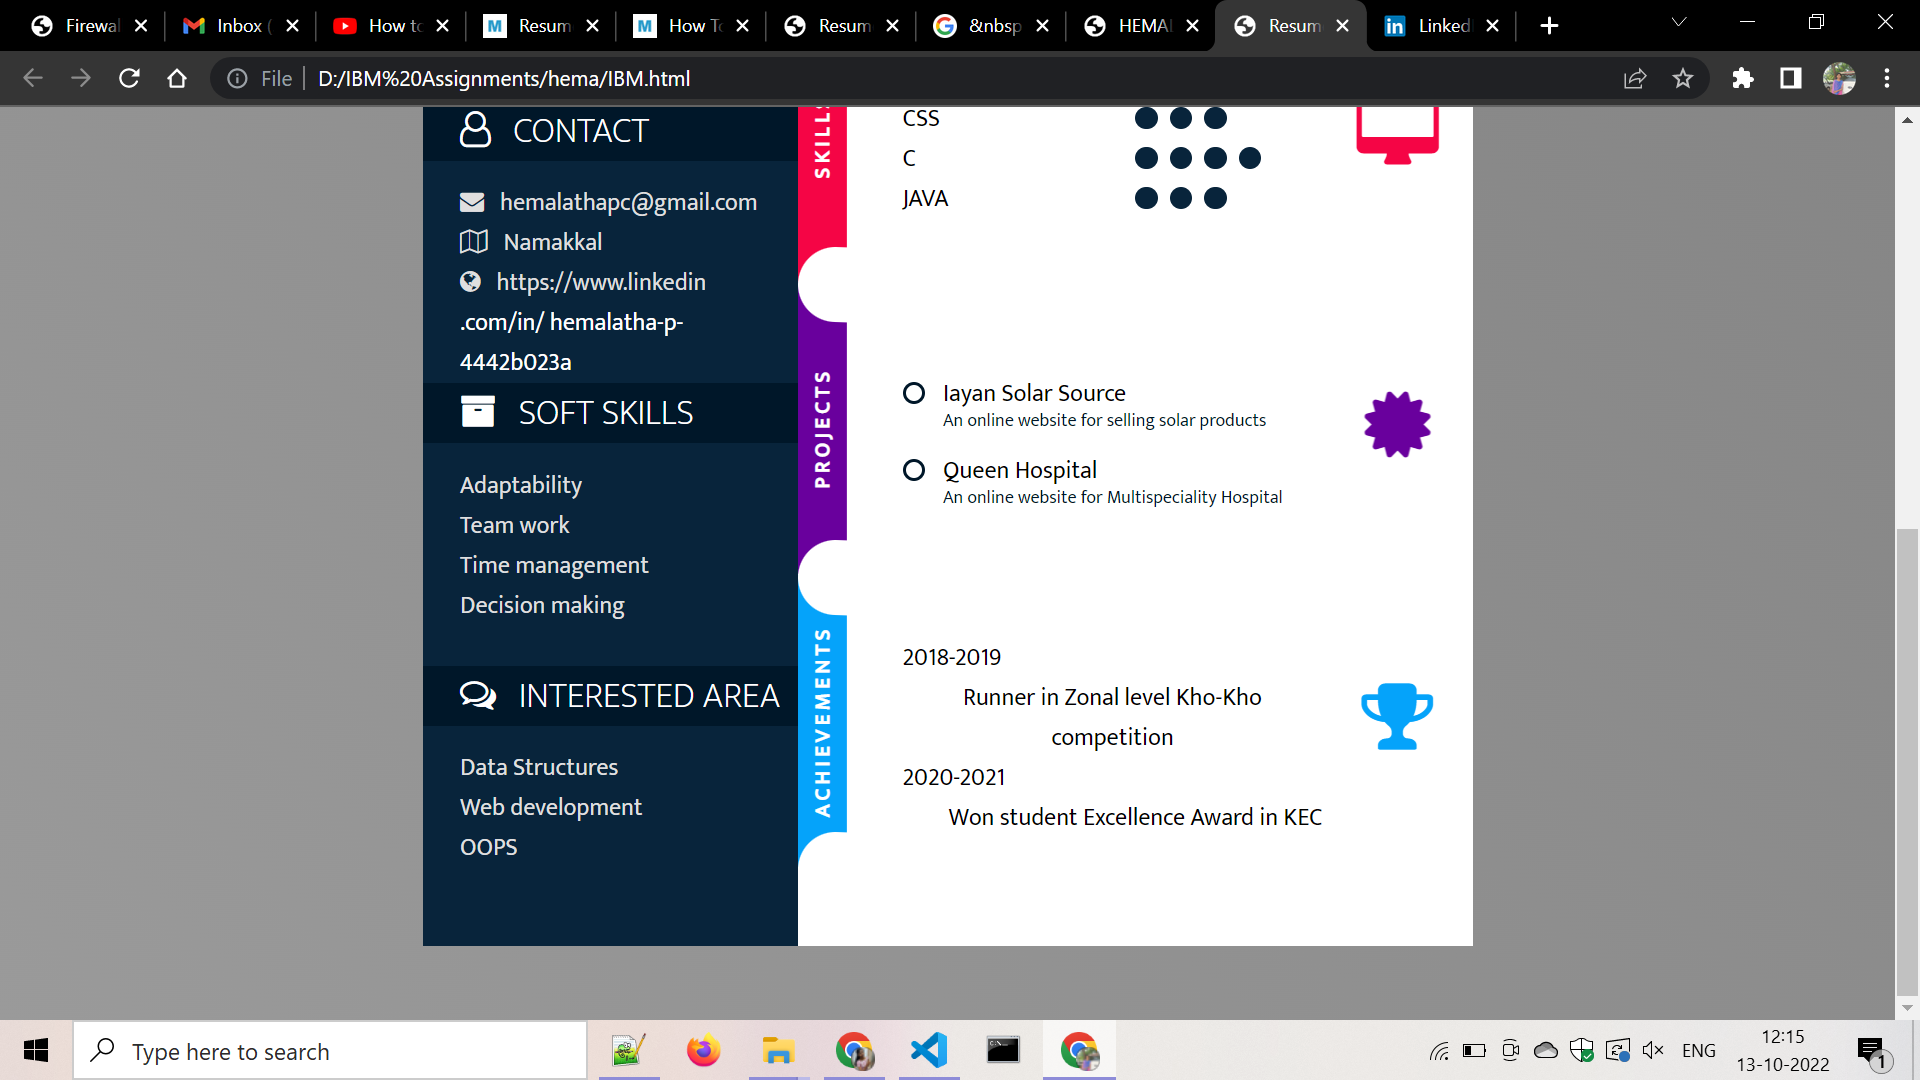 Firewal
Inbox (
How to
Resum
How To
Resum
&nbsp
HEMAL
Resum
Linked
File
D:/IBM%20Assignments/hema/IBM.html
CONTACT
hemalathapc@gmail.com
Namakkal
https://www.linkedin
.com/in/ hemalatha-p-
4442b023a
SOFT SKILLS
Adaptability
Team work
Time management
Decision making
INTERESTED AREA
Data Structures
Web development
OOPS
SKILLS
CSS
C
JAVA
PROJECTS
Iayan Solar Source
An online website for selling solar products
Queen Hospital
An online website for Multispeciality Hospital
ACHIEVEMENTS
2018-2019
Runner in Zonal level Kho-Kho
competition
2020-2021
Won student Excellence Award in KEC
Type here to search
ENG
12:15
13-10-2022
1